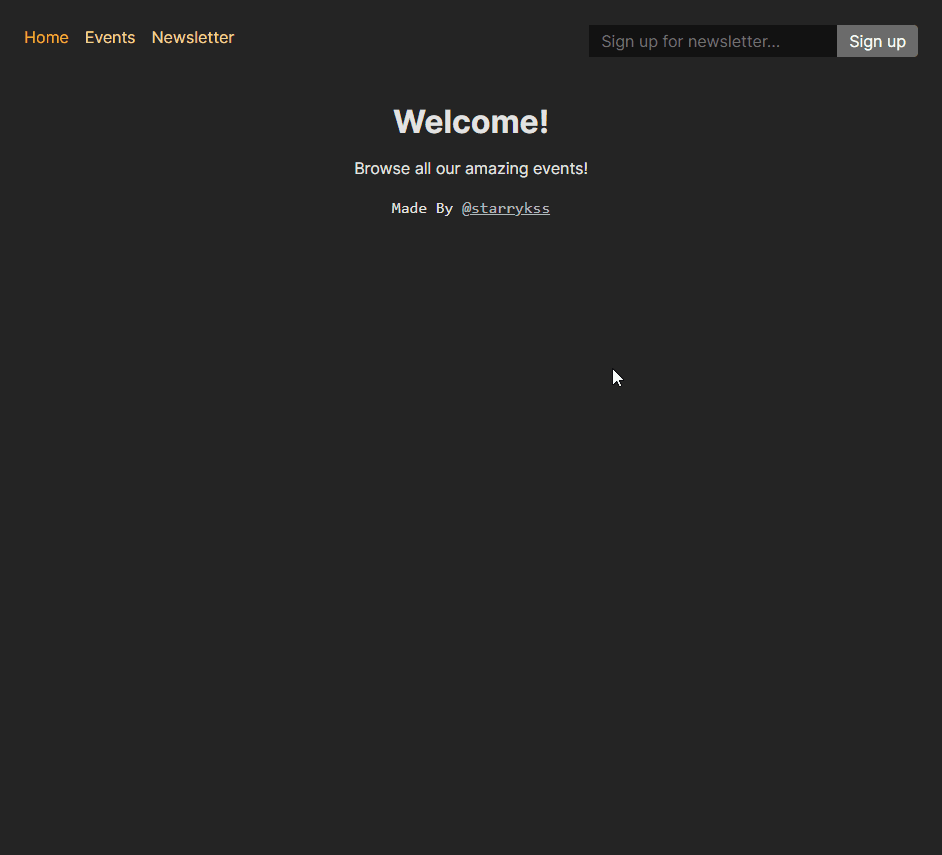 Home Events Newsletter Sign up for newsletter... Sign up
Welcome!
Browse all our amazing events!
Made By @starrykss